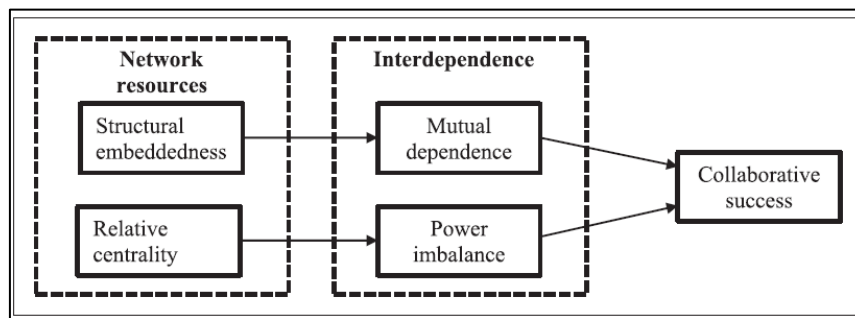 Network
resources
Interdependence
Structural
embeddedness
Mutual
dependence
Collaborative
success
Relative
centrality
Power
imbalance